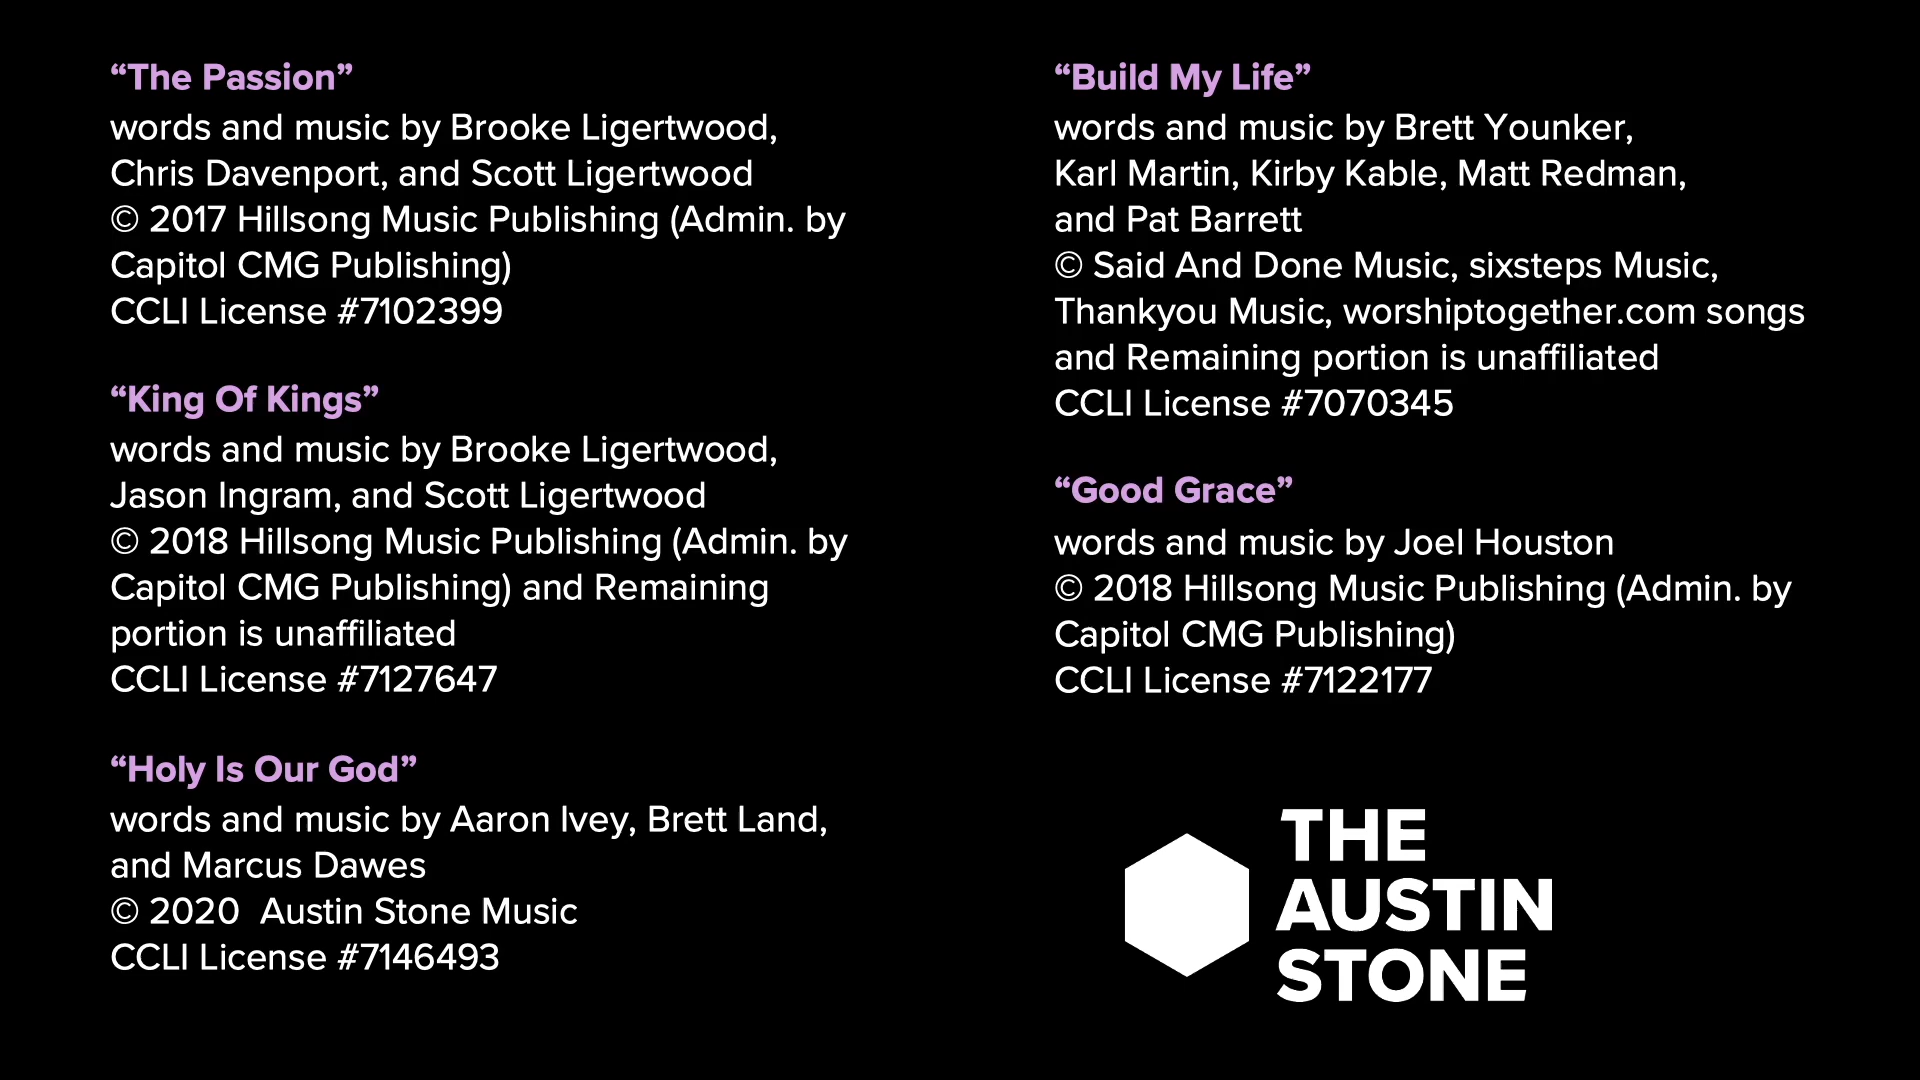 “The Passion”
words and music by Brooke Ligertwood,
Chris Davenport, and Scott Ligertwood
© 2017 Hillsong Music Publishing (Admin. by
Capitol CMG Publishing)
CCLI License #7102399
“King Of Kings”
words and music by Brooke Ligertwood,
Jason Ingram, and Scott Ligertwood
© 2018 Hillsong Music Publishing (Admin. by
Capitol CMG Publishing) and Remaining
portion is unaffiliated
CCLI License #7127647
“Holy Is Our God”
words and music by Aaron Ivey, Brett Land,
and Marcus Dawes
© 2020  Austin Stone Music
CCLI License #7146493
“Build My Life”
words and music by Brett Younker,
Karl Martin, Kirby Kable, Matt Redman,
and Pat Barrett
© Said And Done Music, sixsteps Music,
Thankyou Music, worshiptogether.com songs
and Remaining portion is unaffiliated
CCLI License #7070345
“Good Grace”
words and music by Joel Houston
© 2018 Hillsong Music Publishing (Admin. by
Capitol CMG Publishing)
CCLI License #7122177
THE
AUSTIN
STONE